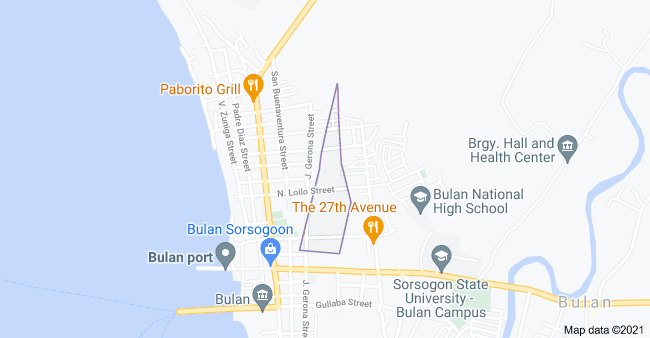 Paborito Grill
San Buenaventura Street
Padre Diaz Street
V. Zuniga Street
J. Gerona Street
Brgy. Hall and
Health Center
N. Loilo Street
Bulan National
High School
The 27th Avenue
Bulan Sorsogoon
Bulan port
Sorsogon State
University -
Bulan Campus
Bulan
J. Gerona Stre
Gullaba Street
Bulan
Map data ©2021